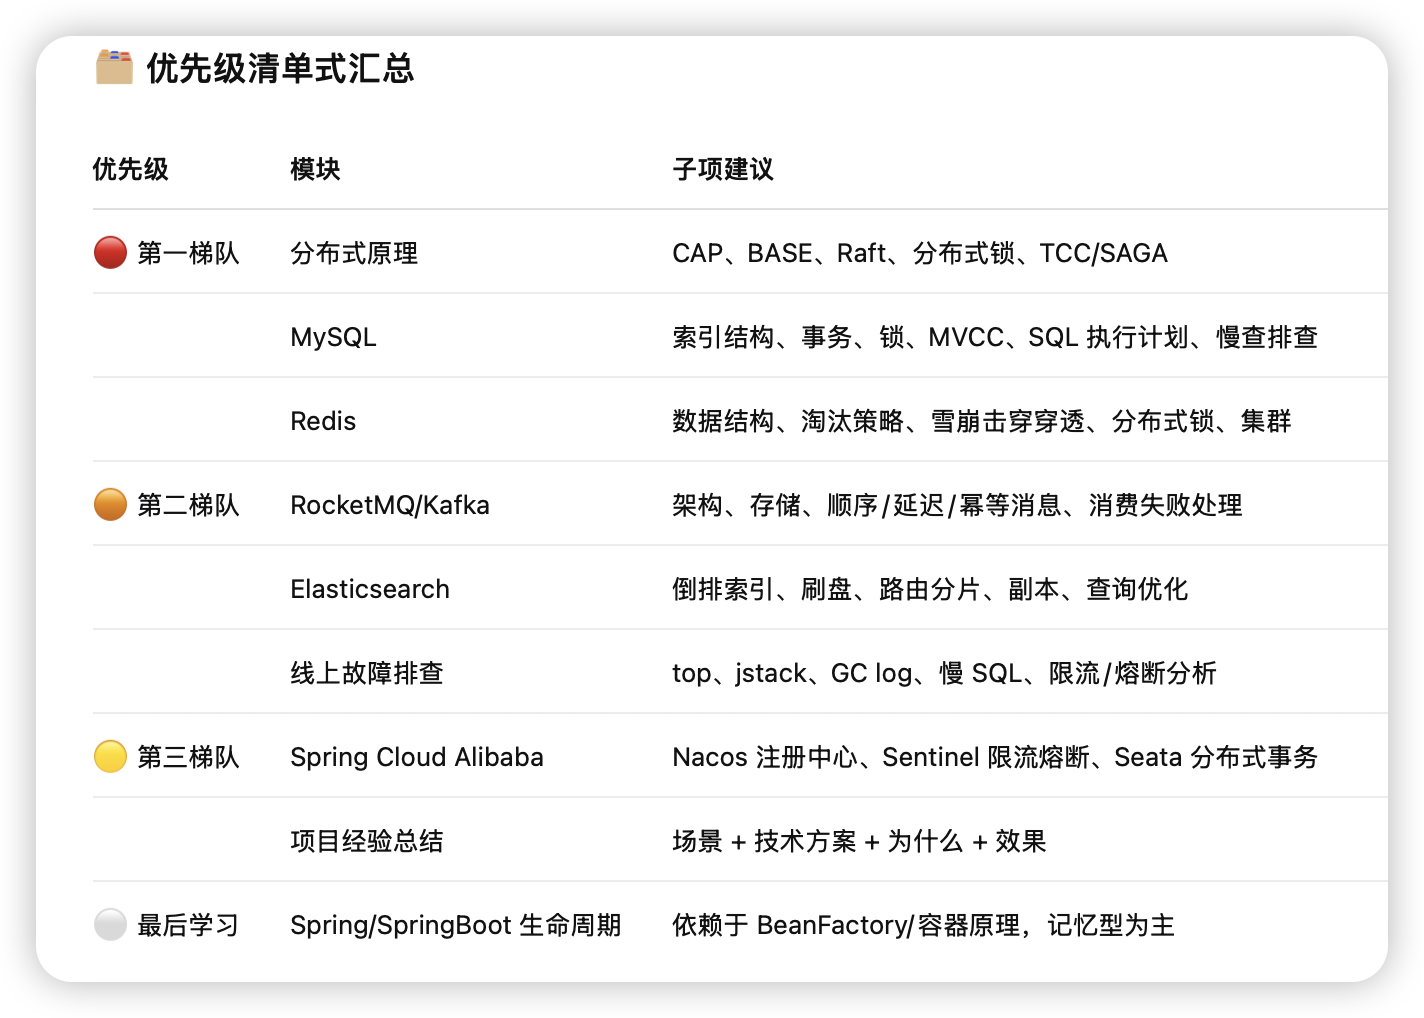 优先级清单式汇总
优先级 模块 子项建议
第一梯队 分布式原理 CAP、BASE、Raft、分布式锁、TCC/SAGA
MySQL 索引结构、事务、锁、MVCC、SQL 执行计划、慢查排查
Redis 数据结构、淘汰策略、雪崩击穿穿透、分布式锁、集群
第二梯队 RocketMQ/Kafka 架构、存储、顺序/延迟/幂等消息、消费失败处理
Elasticsearch 倒排索引、刷盘、路由分片、副本、查询优化
线上故障排查 top、jstack、GC log、慢 SQL、限流/熔断分析
第三梯队 Spring Cloud Alibaba Nacos 注册中心、Sentinel 限流熔断、Seata 分布式事务
项目经验总结 场景 + 技术方案 + 为什么 + 效果
最后学习 Spring/SpringBoot 生命周期 依赖于 BeanFactory/容器原理，记忆型为主